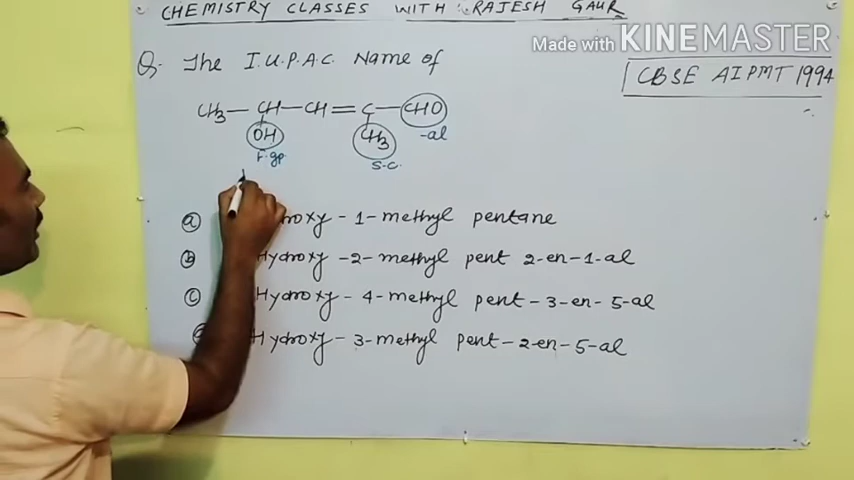 CHEMISTRY CLASSES WITH RAJESH GAUR
Made with KINEMASTER
Q. The I.U.P.A.C. Name of
CBSE AIPMT 1994
CH3 — CH — CH = C — CHO
OH CH3 -al
F.gp S.C.
(a) - 1 - methyl pentane
(b) Hydroxy - 2 - methyl pent 2-en-1-al
(c) Hydroxy - 4 - methyl pent - 3 - en - 5 - al
Hydroxy - 3 - methyl pent - 2 - en - 5 - al